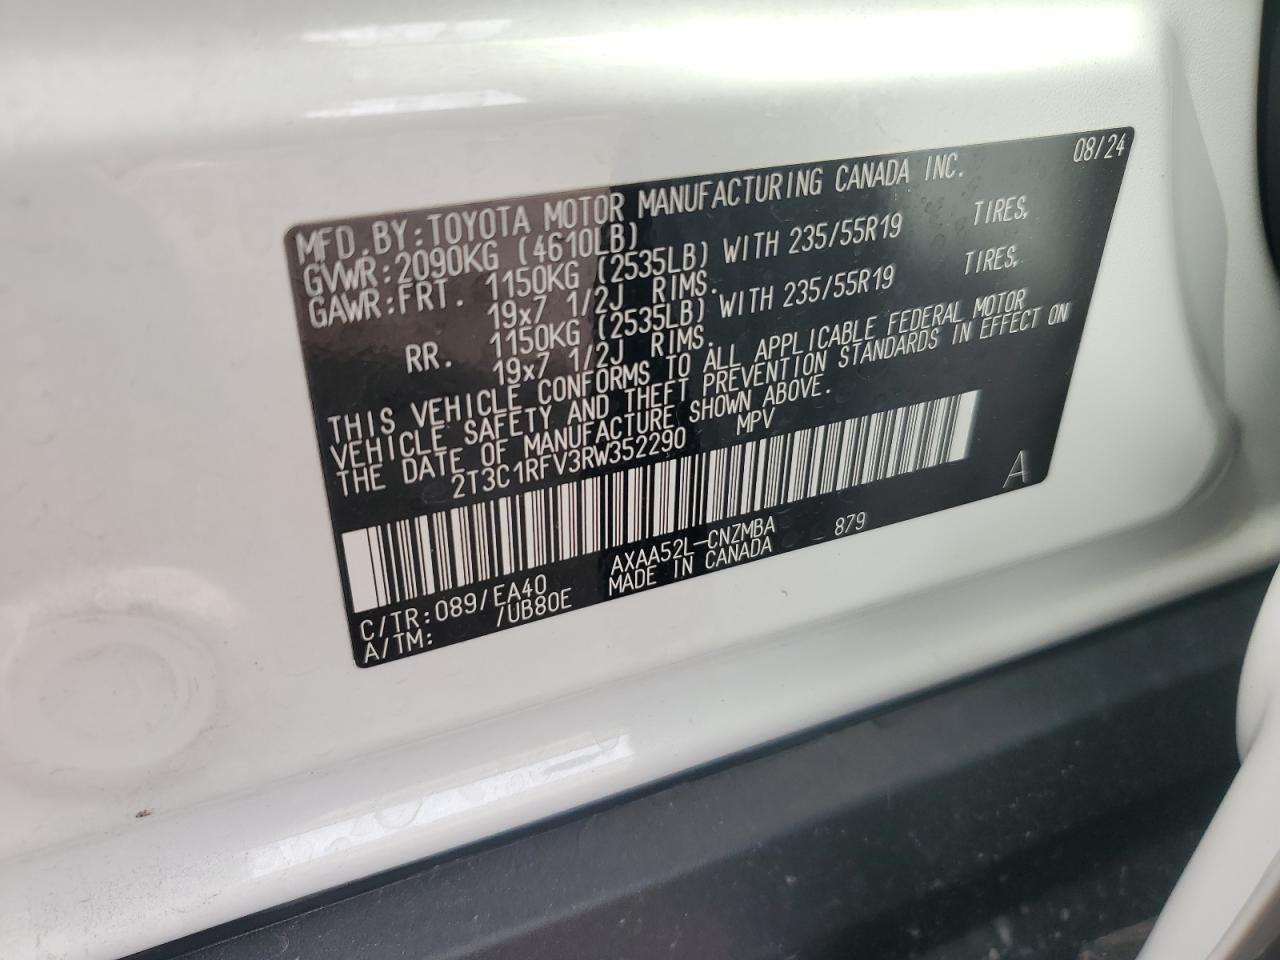 08/24
MFD.BY:TOYOTA MOTOR MANUFACTURING CANADA INC.
GVWR:2090KG (4610LB)
GAWR:FRT. 1150KG (2535LB) WITH 235/55R19 TIRES,
19x7 1/2J RIMS.
RR. 1150KG (2535LB) WITH 235/55R19 TIRES,
19x7 1/2J RIMS.
THIS VEHICLE CONFORMS TO ALL APPLICABLE FEDERAL MOTOR
VEHICLE SAFETY AND THEFT PREVENTION STANDARDS IN EFFECT ON
THE DATE OF MANUFACTURE SHOWN ABOVE.
2T3C1RFV3RW352290 MPV
A
C/TR:089/EA40 AXAA52L-CNZMBA 879
A/TM: /UB80E MADE IN CANADA